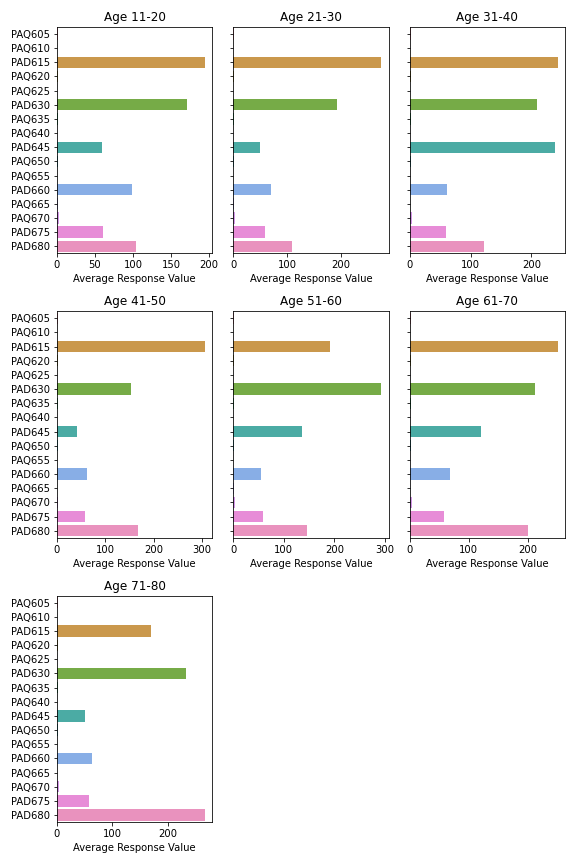 Age 11-20
Age 21-30
Age 31-40
PAQ605
PAQ610
PAD615
PAQ620
PAQ625
PAD630
PAQ635
PAQ640
PAD645
PAQ650
PAQ655
PAD660
PAQ665
PAQ670
PAD675
PAD680
0 50 100 150 200
0 100 200
0 100 200
Average Response Value
Average Response Value
Average Response Value
Age 41-50
Age 51-60
Age 61-70
PAQ605
PAQ610
PAD615
PAQ620
PAQ625
PAD630
PAQ635
PAQ640
PAD645
PAQ650
PAQ655
PAD660
PAQ665
PAQ670
PAD675
PAD680
0 100 200 300
0 100 200 300
0 100 200
Average Response Value
Average Response Value
Average Response Value
Age 71-80
PAQ605
PAQ610
PAD615
PAQ620
PAQ625
PAD630
PAQ635
PAQ640
PAD645
PAQ650
PAQ655
PAD660
PAQ665
PAQ670
PAD675
PAD680
0 100 200
Average Response Value